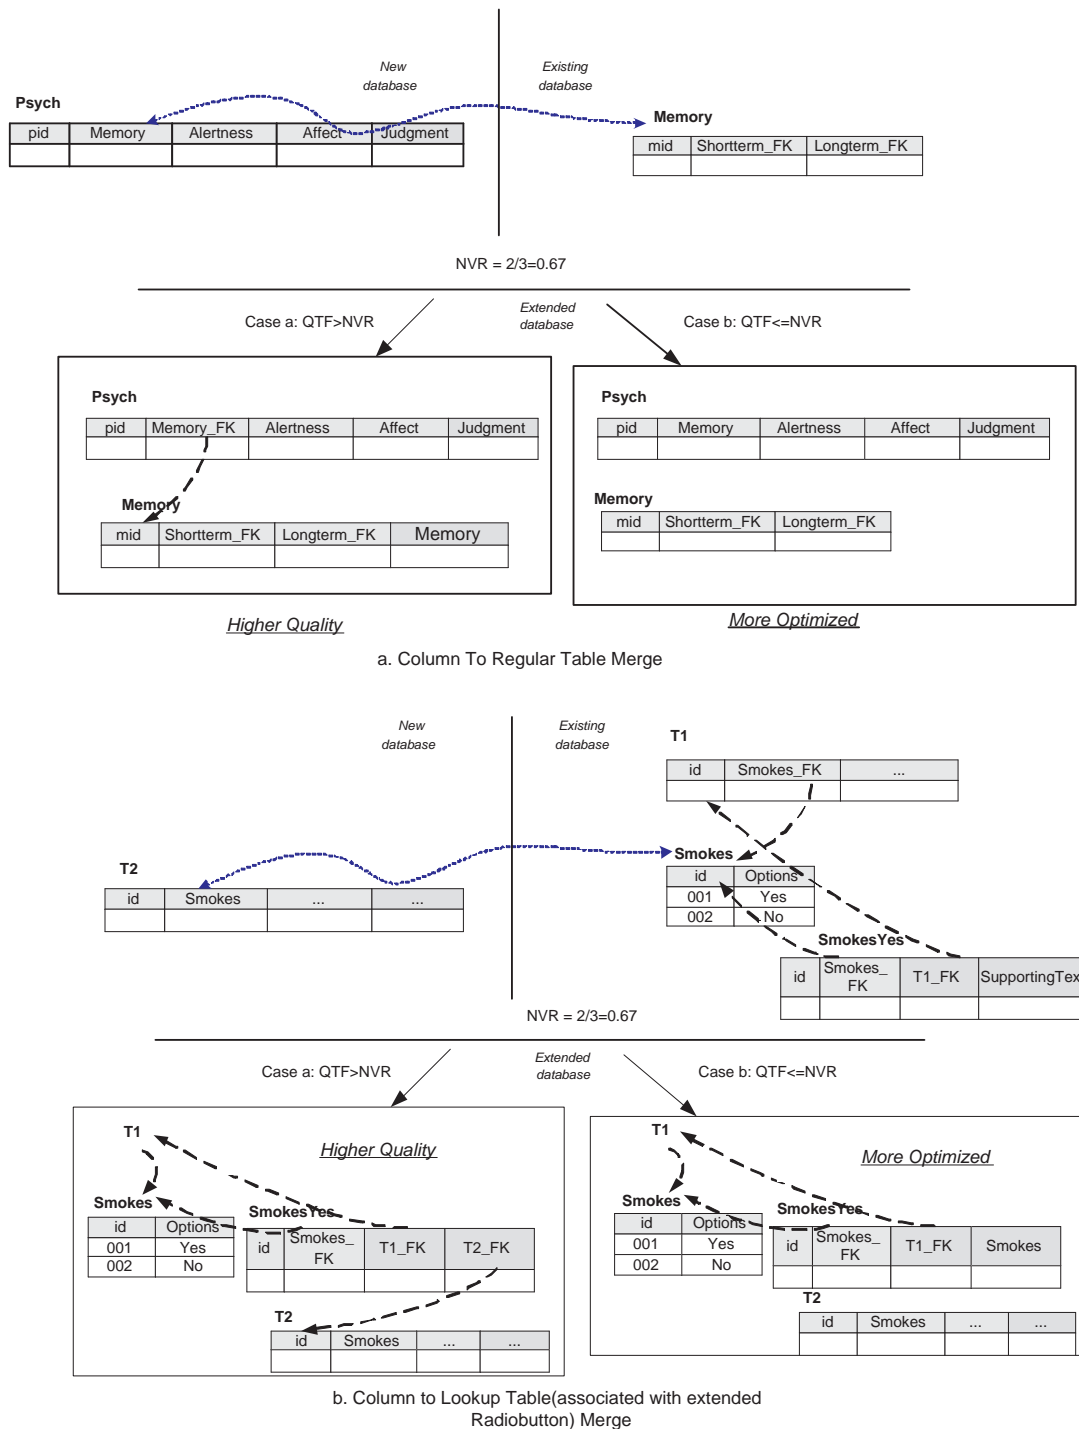 New
database
Existing
database
Psych
pid Memory Alertness Affect Judgment
Memory
mid Shortterm_FK Longterm_FK
NVR = 2/3=0.67
Case a: QTF>NVR
Extended
database
Case b: QTF<=NVR
Psych
pid Memory_FK Alertness Affect Judgment
Memory
mid Shortterm_FK Longterm_FK Memory
Higher Quality
Psych
pid Memory Alertness Affect Judgment
Memory
mid Shortterm_FK Longterm_FK
More Optimized
a. Column To Regular Table Merge
New
database
Existing
database
T1
id Smokes_FK ...
T2
id Smokes ... ...
Smokes
id Options
001 Yes
002 No
SmokesYes
id Smokes_
FK T1_FK SupportingTex
NVR = 2/3=0.67
Case a: QTF>NVR
Extended
database
Case b: QTF<=NVR
T1
Higher Quality
Smokes
id Options
001 Yes
002 No
SmokesYes
id Smokes_
FK T1_FK T2_FK
T2
id Smokes ... ...
T1
More Optimized
Smokes
id Options
001 Yes
002 No
SmokesYes
id Smokes_
FK T1_FK Smokes
T2
id Smokes ... ...
b. Column to Lookup Table(associated with extended
Radiobutton) Merge